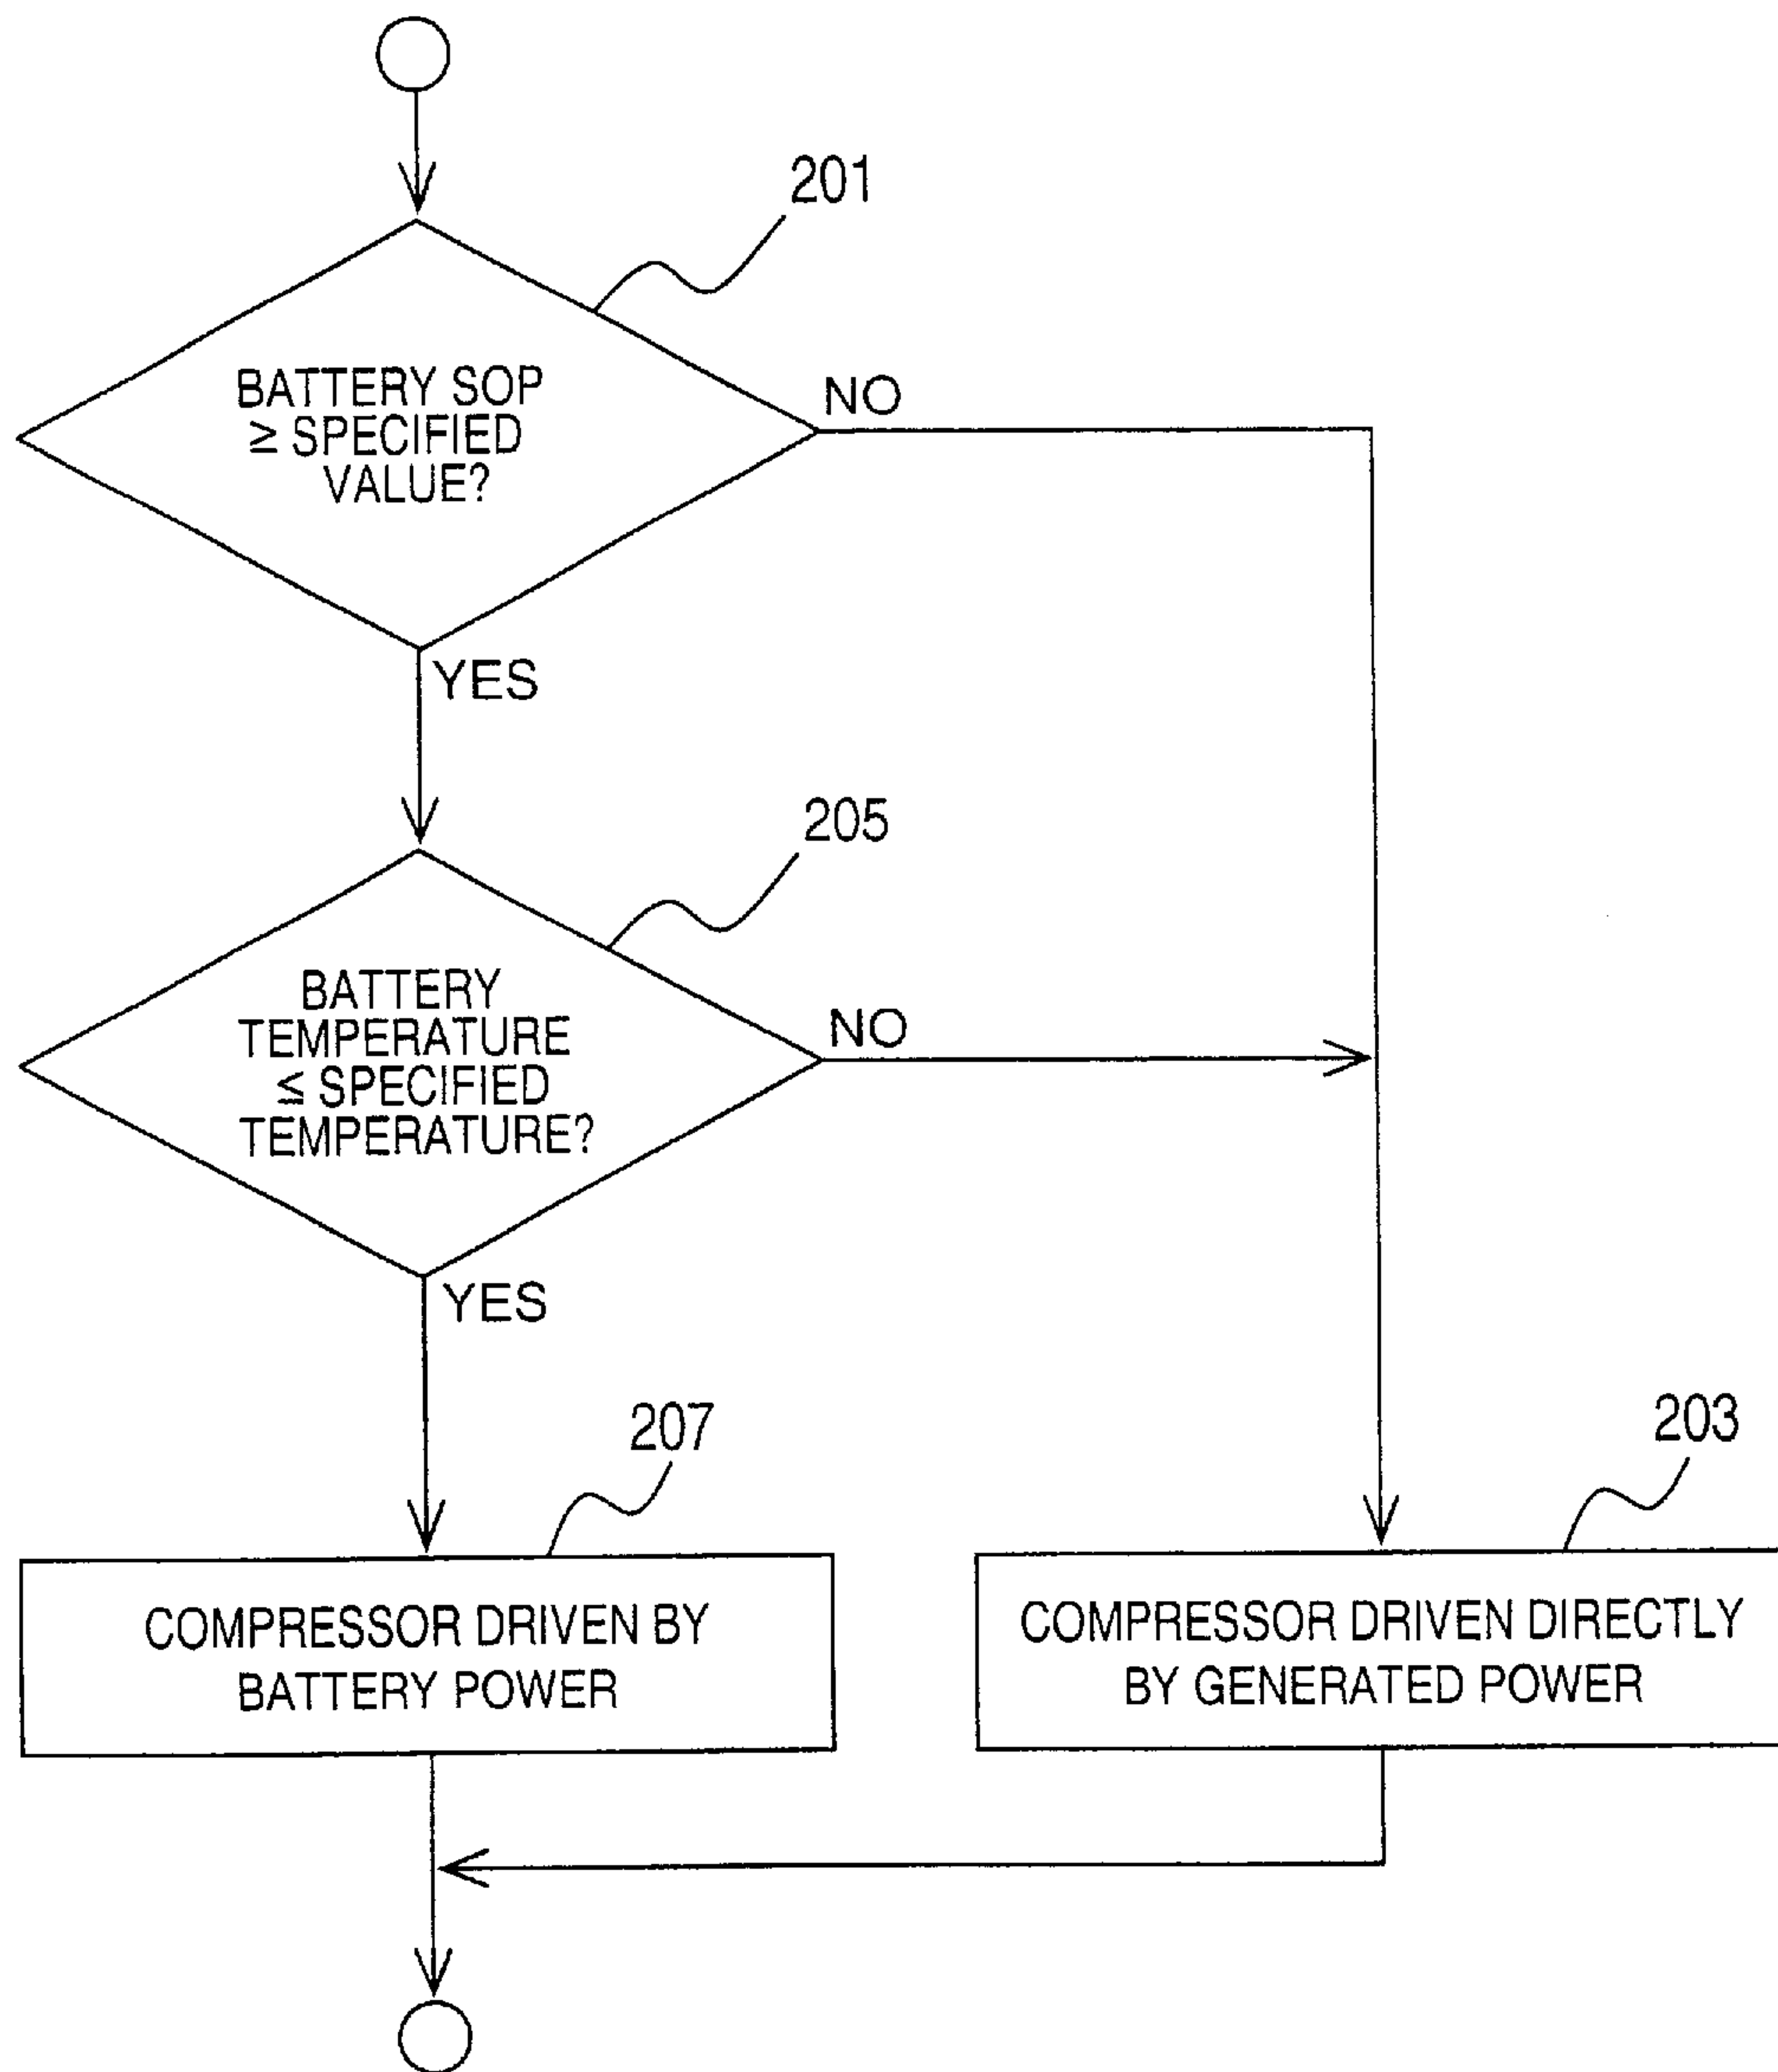 201
BATTERY SOP
≥ SPECIFIED
VALUE?
NO
YES
205
BATTERY
TEMPERATURE
≤ SPECIFIED
TEMPERATURE?
NO
YES
207
COMPRESSOR DRIVEN BY
BATTERY POWER
203
COMPRESSOR DRIVEN DIRECTLY
BY GENERATED POWER